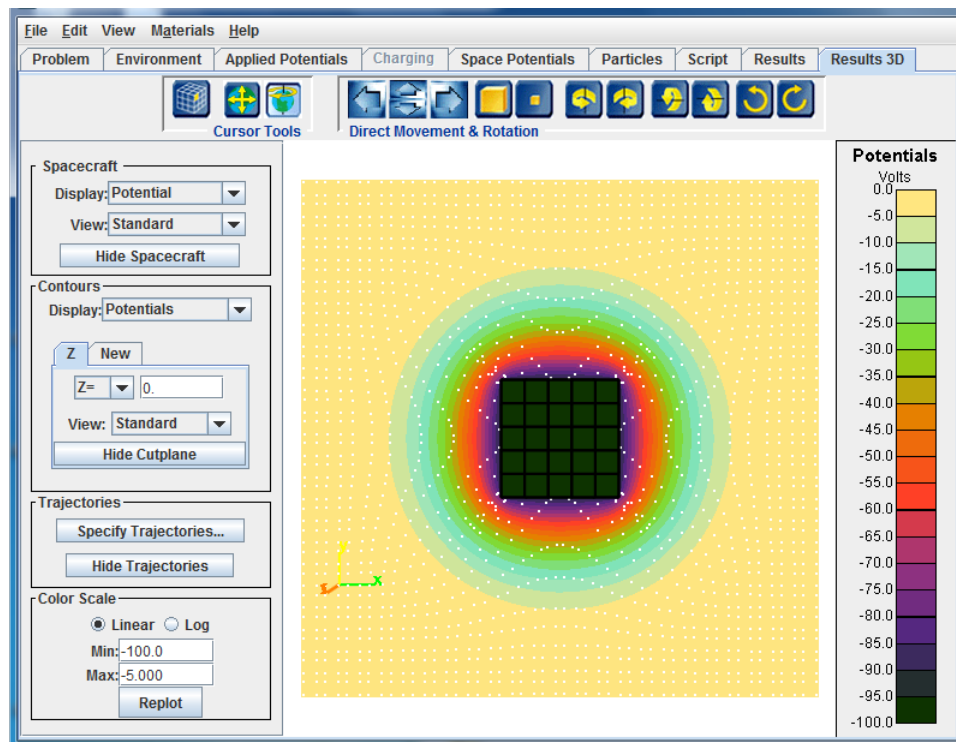 File Edit View Materials Help
Problem Environment Applied Potentials Charging Space Potentials Particles Script Results Results 3D
Cursor Tools Direct Movement & Rotation
Spacecraft
Display: Potential
View: Standard
Hide Spacecraft
Contours
Display: Potentials
Z New
Z= 0.
View: Standard
Hide Cutplane
Trajectories
Specify Trajectories...
Hide Trajectories
Color Scale
Linear Log
Min: -100.0
Max: -5.000
Replot
X
Potentials
Volts
0.0
-5.0
-10.0
-15.0
-20.0
-25.0
-30.0
-35.0
-40.0
-45.0
-50.0
-55.0
-60.0
-65.0
-70.0
-75.0
-80.0
-85.0
-90.0
-95.0
-100.0